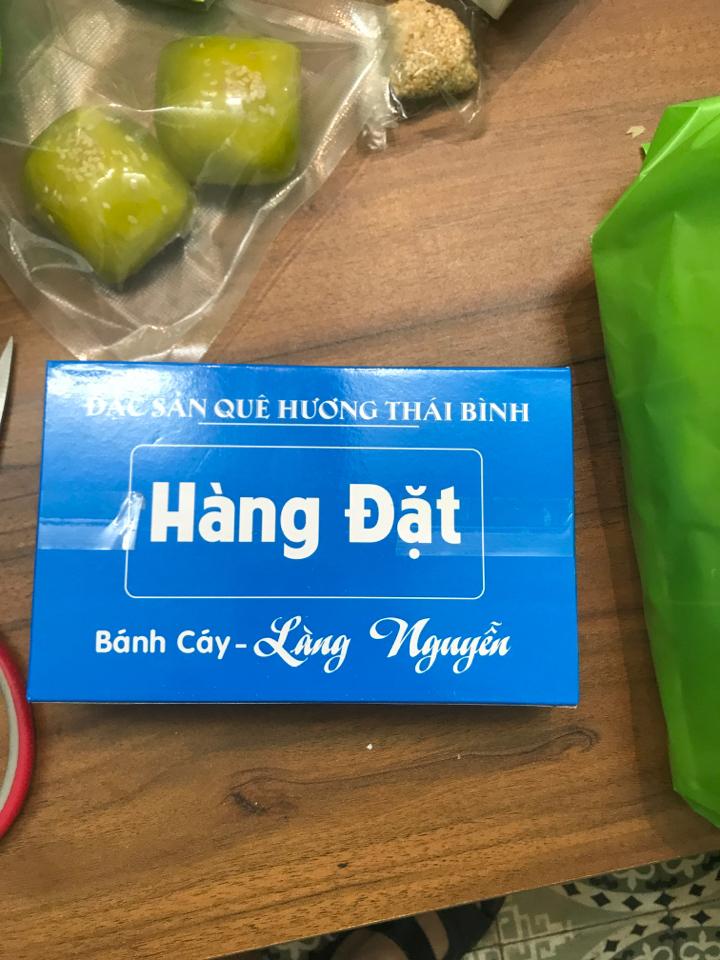 ĐẶC SẢN QUÊ HƯƠNG THÁI BÌNH
Hàng Đặt
Bánh Cáy - Làng Nguyễn